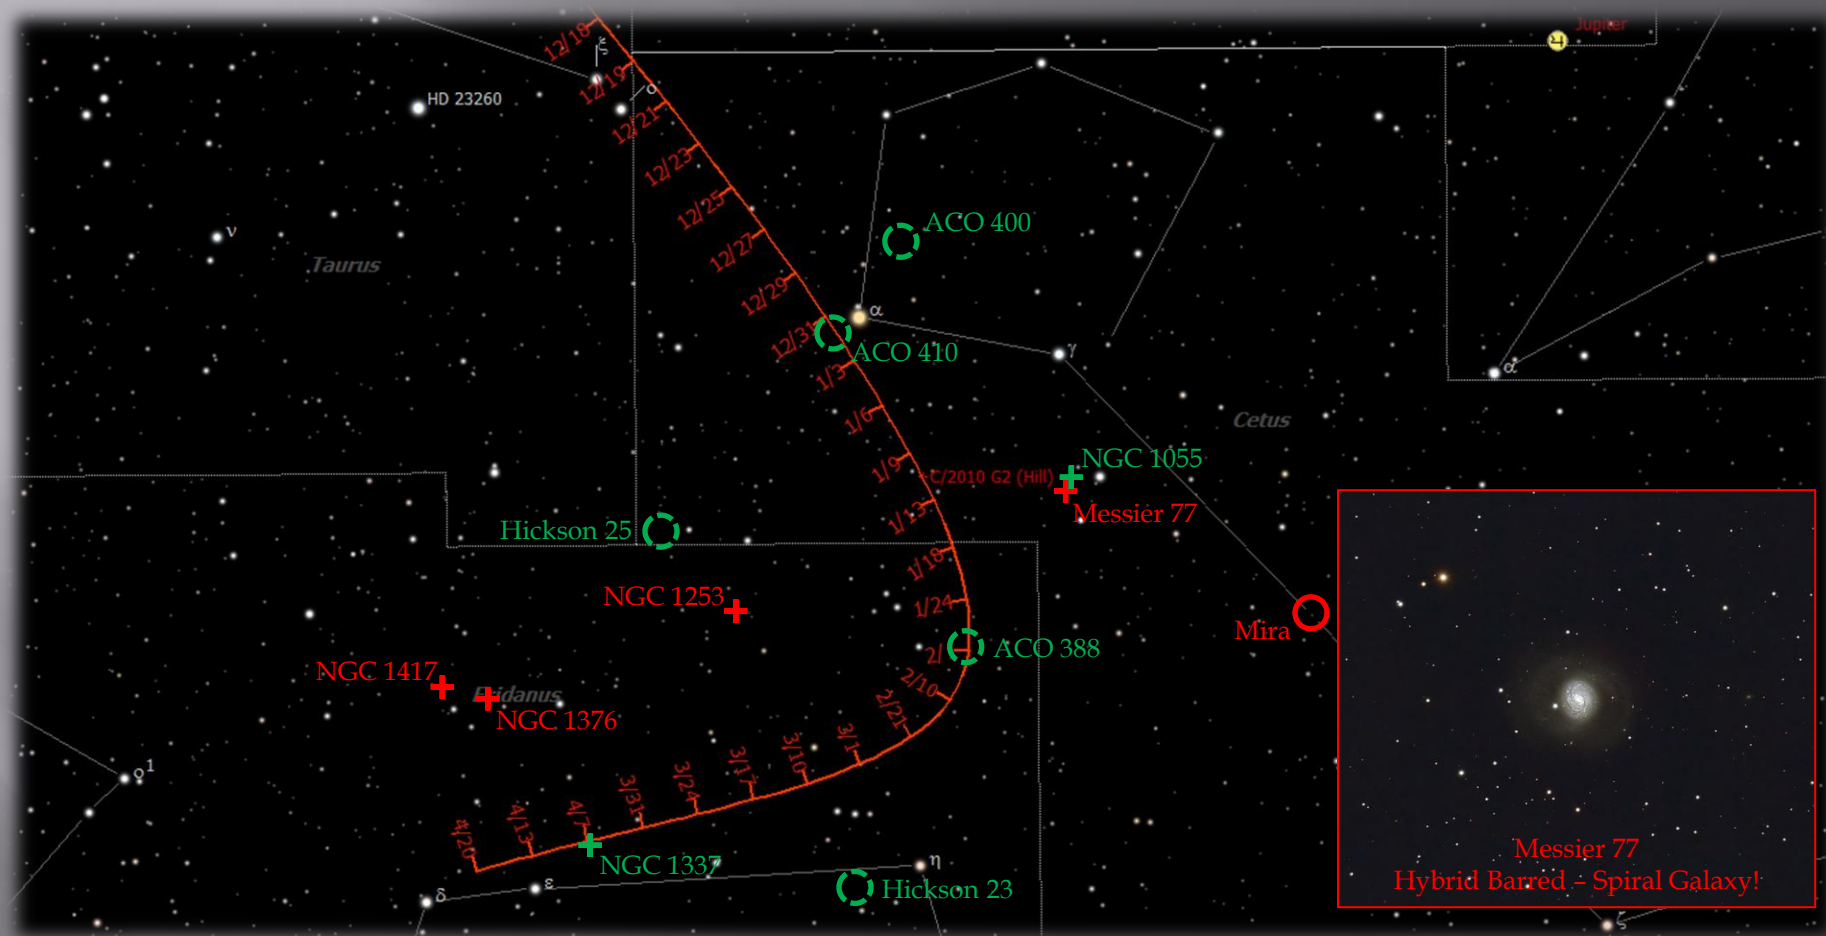 Jupiter
12/18
ξ
12/19
ο
HD 23260
12/21
12/23
12/25
ν
ACO 400
12/27
Taurus
12/29
α
12/31
ACO 410
γ
1/3
α
1/6
Cetus
1/9
C/2010 G2 (Hill)
NGC 1055
1/13
Messier 77
Hickson 25
1/18
NGC 1253
1/24
Mira
2/
ACO 388
NGC 1417
2/10
Eridanus
NGC 1376
2/21
3/1
3/10
3/17
3/24
3/31
4/7
4/13
4/20
ο1
NGC 1337
η
ε
Hickson 23
δ
Messier 77
Hybrid Barred – Spiral Galaxy!
ζ